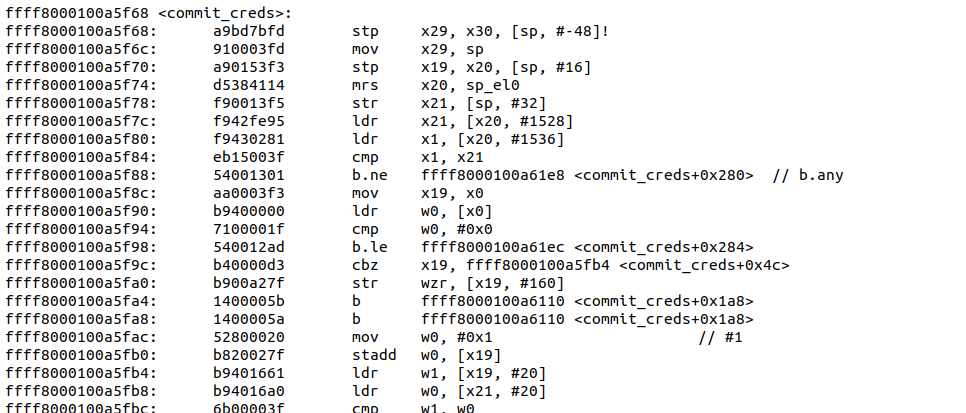 ffff8000100a5f68 <commit_creds>:
ffff8000100a5f68: a9bd7bfd stp x29, x30, [sp, #-48]!
ffff8000100a5f6c: 910003fd mov x29, sp
ffff8000100a5f70: a90153f3 stp x19, x20, [sp, #16]
ffff8000100a5f74: d5384114 mrs x20, sp_el0
ffff8000100a5f78: f90013f5 str x21, [sp, #32]
ffff8000100a5f7c: f942fe95 ldr x21, [x20, #1528]
ffff8000100a5f80: f9430281 ldr x1, [x20, #1536]
ffff8000100a5f84: eb15003f cmp x1, x21
ffff8000100a5f88: 54001301 b.ne ffff8000100a61e8 <commit_creds+0x280> // b.any
ffff8000100a5f8c: aa0003f3 mov x19, x0
ffff8000100a5f90: b9400000 ldr w0, [x0]
ffff8000100a5f94: 7100001f cmp w0, #0x0
ffff8000100a5f98: 540012ad b.le ffff8000100a61ec <commit_creds+0x284>
ffff8000100a5f9c: b40000d3 cbz x19, ffff8000100a5fb4 <commit_creds+0x4c>
ffff8000100a5fa0: b900a27f str wzr, [x19, #160]
ffff8000100a5fa4: 1400005b b ffff8000100a6110 <commit_creds+0x1a8>
ffff8000100a5fa8: 1400005a b ffff8000100a6110 <commit_creds+0x1a8>
ffff8000100a5fac: 52800020 mov w0, #0x1 // #1
ffff8000100a5fb0: b820027f stadd w0, [x19]
ffff8000100a5fb4: b9401661 ldr w1, [x19, #20]
ffff8000100a5fb8: b94016a0 ldr w0, [x21, #20]
ffff8000100a5fbc: 6b00003f cmp w1, w0